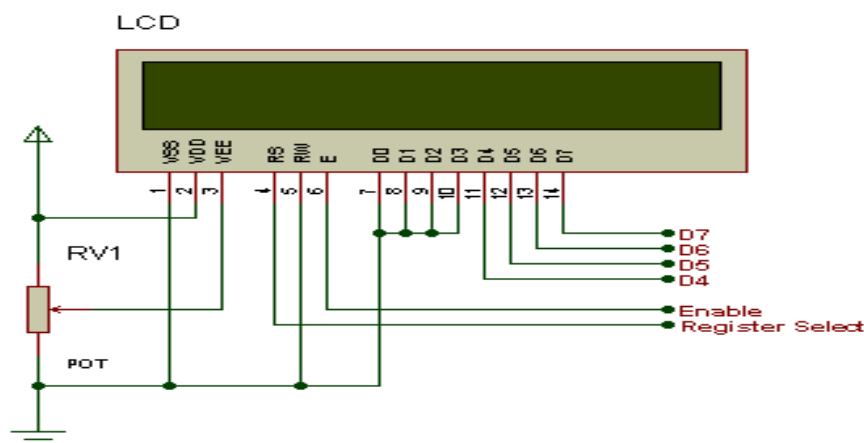 LCD
VSS VDD VEE RS RW E D0 D1 D2 D3 D4 D5 D6 D7
1 2 3 4 5 6 7 8 9 10 11 12 13 14
D7
D6
D5
D4
RV1
Enable
Register Select
POT